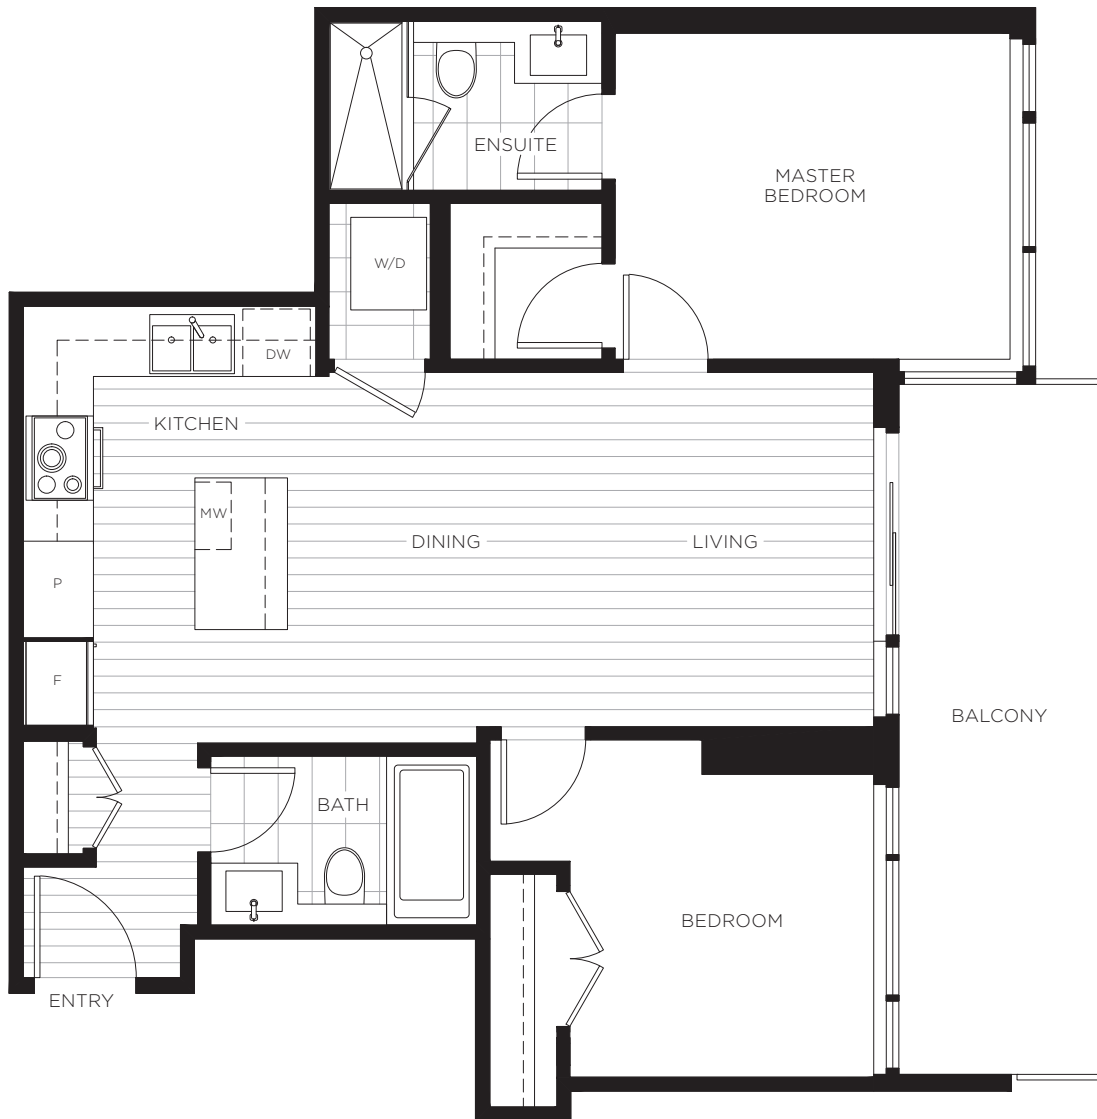 ENSUITE
MASTER
BEDROOM
W/D
DW
KITCHEN
MW
DINING
LIVING
P
F
BALCONY
BATH
BEDROOM
ENTRY